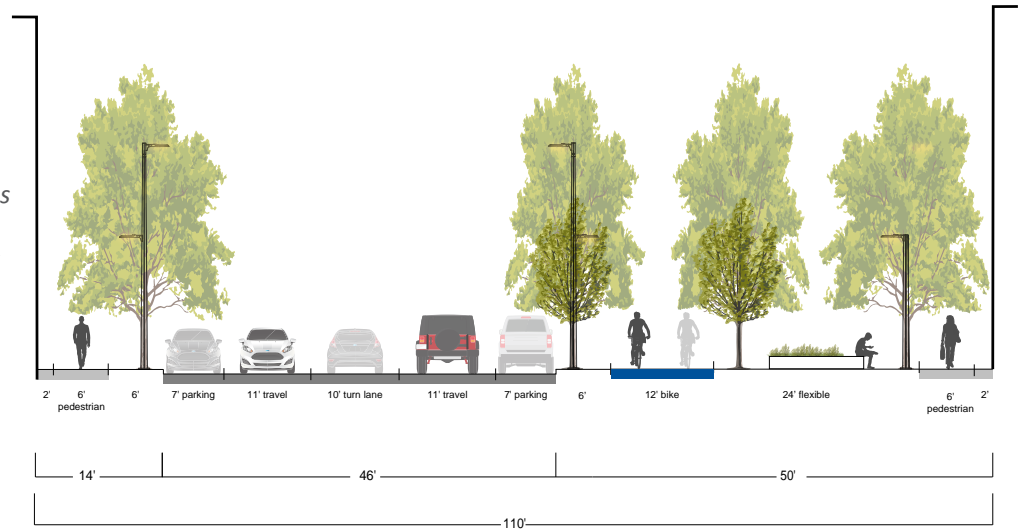 s
2'
6'
pedestrian
6'
7' parking
11' travel
10' turn lane
11' travel
7' parking
6'
12' bike
24' flexible
6'
pedestrian
2'
14'
46'
50'
110'